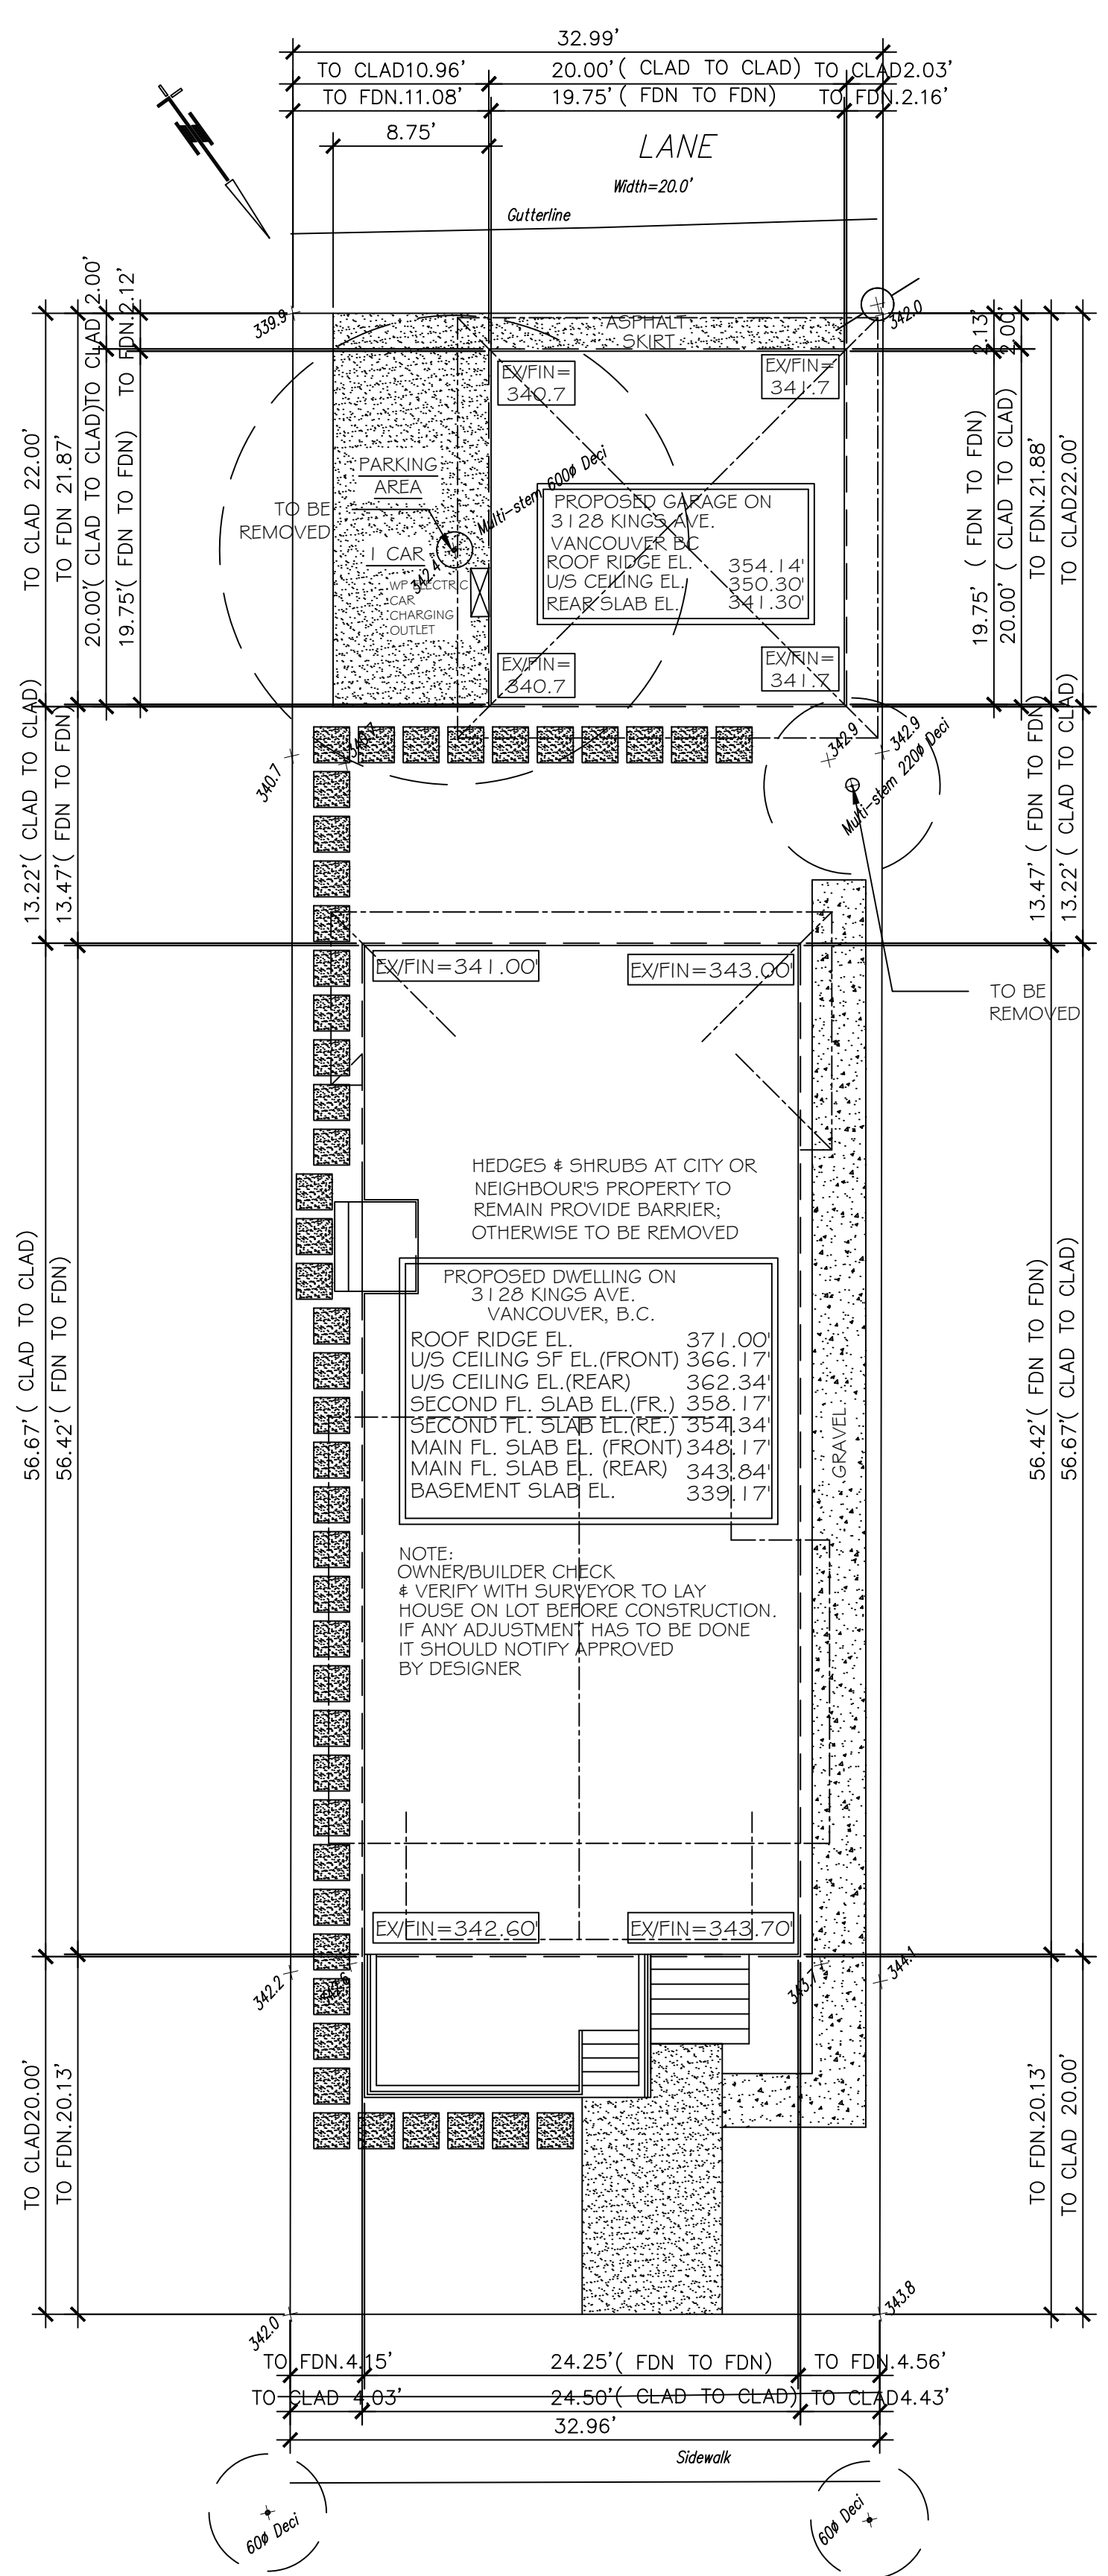 32.99'
TO CLAD10.96'
20.00'( CLAD TO CLAD)
TO CLAD2.03'
TO FDN.11.08'
19.75'( FDN TO FDN)
TO FDN.2.16'
8.75'
LANE
Width=20.0'
Gutterline
TO CLAD 2.00'
TO FDN.2.12'
339.9
342.0
2.13'
2.00'
ASPHALT
SKIRT
EX/FIN=
340.7
EX/FIN=
341.7
TO CLAD 22.00'
TO FDN 21.87'
20.00'( CLAD TO CLAD)
19.75'( FDN TO FDN)
PARKING
AREA
1 CAR
TO BE
REMOVED
342.4
Multi-stem 600ø Deci
WP ELECTRIC
CAR
CHARGING
OUTLET
PROPOSED GARAGE ON
3128 KINGS AVE.
VANCOUVER BC
ROOF RIDGE EL. 354.14'
U/S CEILING EL. 350.30'
REAR SLAB EL. 341.30'
19.75' ( FDN TO FDN)
20.00' ( CLAD TO CLAD)
TO FDN.21.88'
TO CLAD22.00'
EX/FIN=
340.7
EX/FIN=
341.7
340.7
340.7
342.9
342.9
Multi-stem 220ø Deci
13.22'( CLAD TO CLAD)
13.47'( FDN TO FDN)
13.47' ( FDN TO FDN)
13.22' ( CLAD TO CLAD)
EX/FIN=341.00'
EX/FIN=343.00'
TO BE
REMOVED
HEDGES & SHRUBS AT CITY OR
NEIGHBOUR'S PROPERTY TO
REMAIN PROVIDE BARRIER;
OTHERWISE TO BE REMOVED
56.67'( CLAD TO CLAD)
56.42'( FDN TO FDN)
PROPOSED DWELLING ON
3128 KINGS AVE.
VANCOUVER, B.C.
ROOF RIDGE EL. 371.00'
U/S CEILING SF EL.(FRONT) 366.17'
U/S CEILING EL.(REAR) 362.34'
SECOND FL. SLAB EL.(FR.) 358.17'
SECOND FL. SLAB EL.(RE.) 354.34'
MAIN FL. SLAB EL. (FRONT) 348.17'
MAIN FL. SLAB EL. (REAR) 343.84'
BASEMENT SLAB EL. 339.17'
GRAVEL
56.42'( FDN TO FDN)
56.67'( CLAD TO CLAD)
NOTE:
OWNER/BUILDER CHECK
& VERIFY WITH SURVEYOR TO LAY
HOUSE ON LOT BEFORE CONSTRUCTION.
IF ANY ADJUSTMENT HAS TO BE DONE
IT SHOULD NOTIFY APPROVED
BY DESIGNER
EX/FIN=342.60'
EX/FIN=343.70'
342.2
343.7
344.1
TO CLAD20.00'
TO FDN.20.13'
TO FDN.20.13'
TO CLAD 20.00'
342.0
343.8
TO FDN.4.15'
24.25'( FDN TO FDN)
TO FDN.4.56'
TO CLAD 4.03'
24.50'( CLAD TO CLAD)
TO CLAD4.43'
32.96'
Sidewalk
60ø Deci
60ø Deci